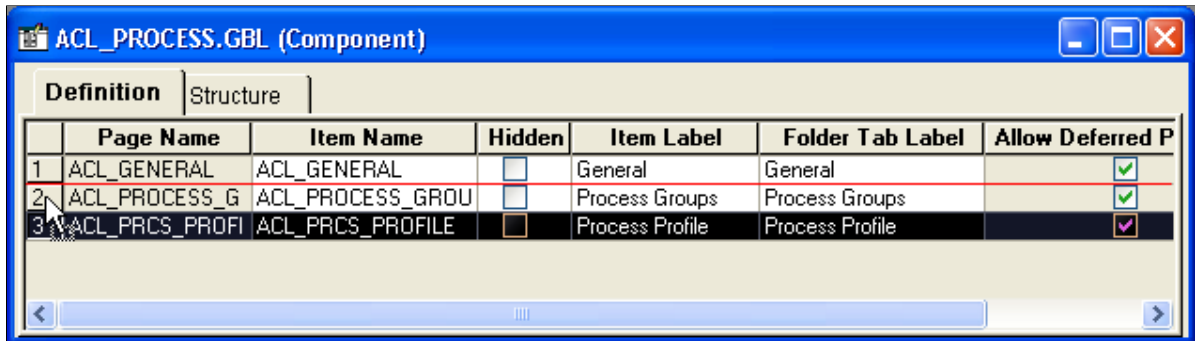 ACL_PROCESS.GBL (Component)
Definition Structure
Page Name Item Name Hidden Item Label Folder Tab Label Allow Deferred P
1 ACL_GENERAL ACL_GENERAL General General
2 ACL_PROCESS_G ACL_PROCESS_GROU Process Groups Process Groups
3 ACL_PRCS_PROFI ACL_PRCS_PROFILE Process Profile Process Profile